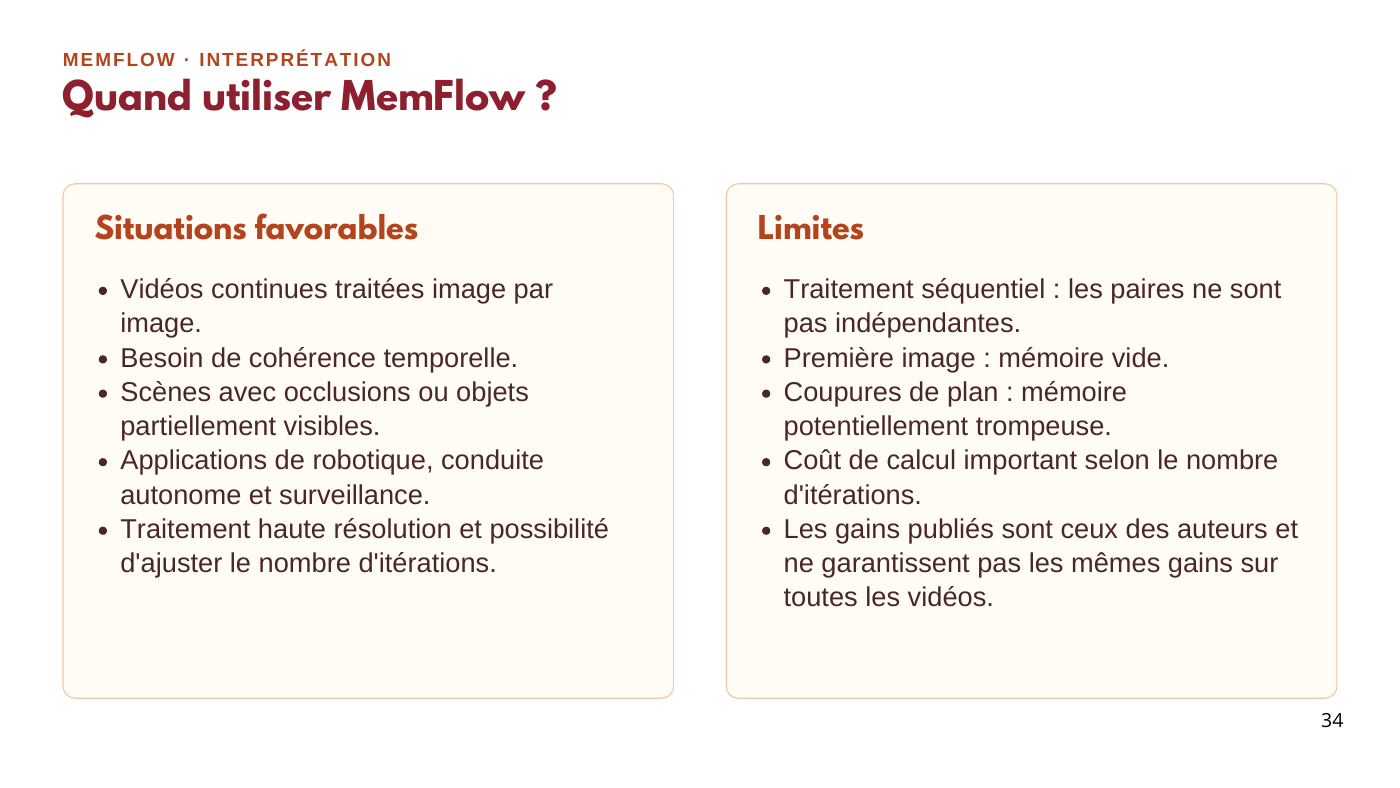 MEMFLOW · INTERPRÉTATION
Quand utiliser MemFlow ?
Situations favorables
• Vidéos continues traitées image par
image.
• Besoin de cohérence temporelle.
• Scènes avec occlusions ou objets
partiellement visibles.
• Applications de robotique, conduite
autonome et surveillance.
• Traitement haute résolution et possibilité
d'ajuster le nombre d'itérations.
Limites
• Traitement séquentiel : les paires ne sont
pas indépendantes.
• Première image : mémoire vide.
• Coupures de plan : mémoire
potentiellement trompeuse.
• Coût de calcul important selon le nombre
d'itérations.
• Les gains publiés sont ceux des auteurs et
ne garantissent pas les mêmes gains sur
toutes les vidéos.
34